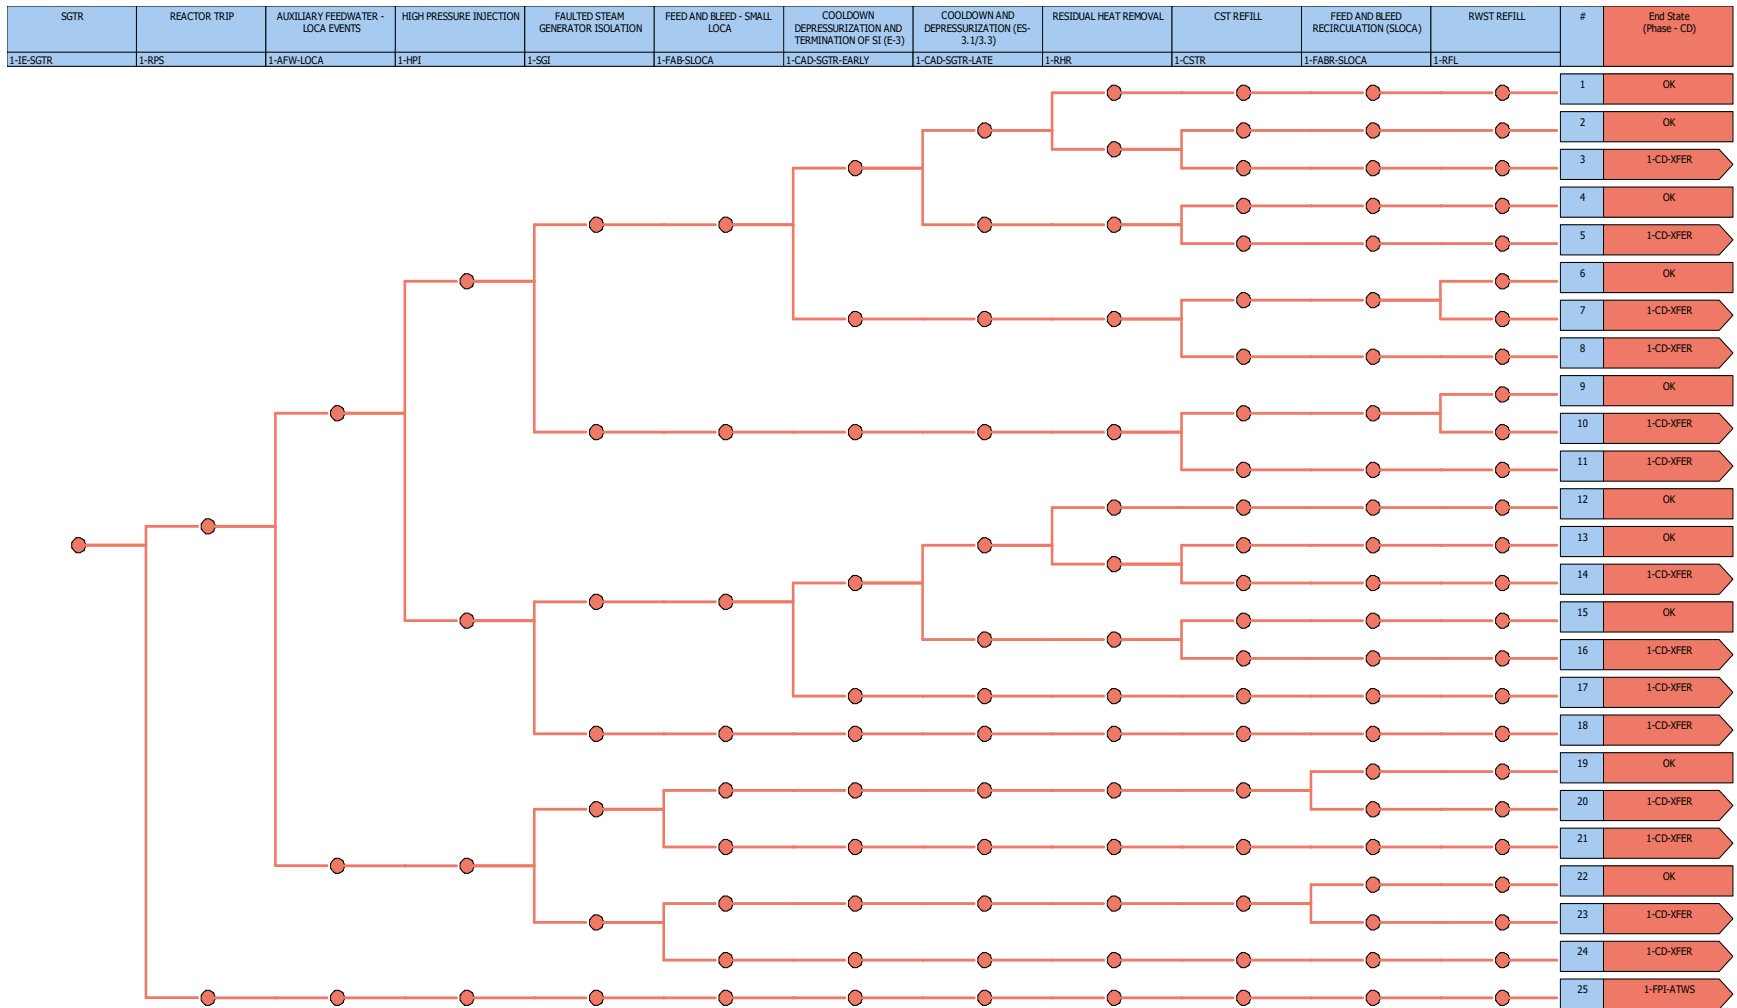 SGTR
REACTOR TRIP
AUXILIARY FEEDWATER -
LOCA EVENTS
HIGH PRESSURE INJECTION
FAULTED STEAM
GENERATOR ISOLATION
FEED AND BLEED - SMALL
LOCA
COOLDOWN
DEPRESSURIZATION AND
TERMINATION OF SI (E-3)
COOLDOWN AND
DEPRESSURIZATION (ES-
3.1/3.3)
RESIDUAL HEAT REMOVAL
CST REFILL
FEED AND BLEED
RECIRCULATION (SLOCA)
RWST REFILL
#
End State
(Phase - CD)
1-IE-SGTR
1-RPS
1-AFW-LOCA
1-HPI
1-SGI
1-FAB-SLOCA
1-CAD-SGTR-EARLY
1-CAD-SGTR-LATE
1-RHR
1-CSTR
1-FABR-SLOCA
1-RFL
1 OK
2 OK
3 1-CD-XFER
4 OK
5 1-CD-XFER
6 OK
7 1-CD-XFER
8 1-CD-XFER
9 OK
10 1-CD-XFER
11 1-CD-XFER
12 OK
13 OK
14 1-CD-XFER
15 OK
16 1-CD-XFER
17 1-CD-XFER
18 1-CD-XFER
19 OK
20 1-CD-XFER
21 1-CD-XFER
22 OK
23 1-CD-XFER
24 1-CD-XFER
25 1-FPI-ATWS